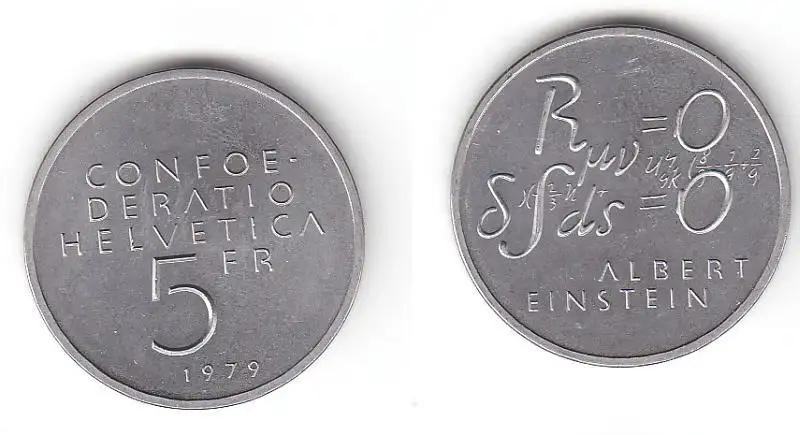 CONFOE-
DERATIO
HELVETICA
5 FR
1979
Rμν = 0
δ∫ds = 0
ALBERT
EINSTEIN